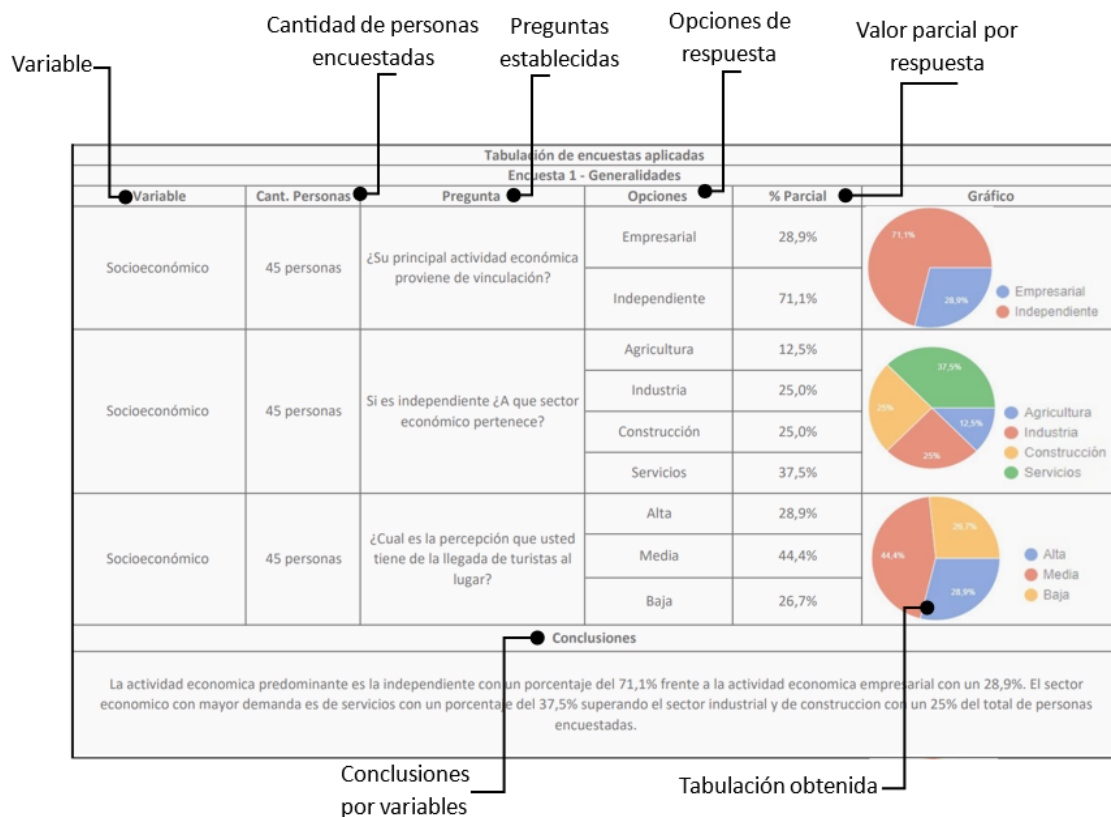 Variable
Cantidad de personas
encuestadas
Preguntas
establecidas
Opciones de
respuesta
Valor parcial por
respuesta
Tabulación de encuestas aplicadas
Encuesta 1 - Generalidades
Variable
Cant. Personas
Pregunta
Opciones
% Parcial
Gráfico
Socioeconómico
45 personas
¿Su principal actividad económica
proviene de vinculación?
Empresarial
28,9%
Independiente
71,1%
71,1%
28,9%
Empresarial
Independiente
Socioeconómico
45 personas
Si es independiente ¿A que sector
económico pertenece?
Agricultura
12,5%
Industria
25,0%
Construcción
25,0%
Servicios
37,5%
37,5%
25%
12,5%
25%
Agricultura
Industria
Construcción
Servicios
Socioeconómico
45 personas
¿Cual es la percepción que usted
tiene de la llegada de turistas al
lugar?
Alta
28,9%
Media
44,4%
Baja
26,7%
26,7%
44,4%
28,9%
Alta
Media
Baja
Conclusiones
La actividad economica predominante es la independiente con un porcentaje del 71,1% frente a la actividad economica empresarial con un 28,9%. El sector
economico con mayor demanda es de servicios con un porcentaje del 37,5% superando el sector industrial y de construccion con un 25% del total de personas
encuestadas.
Conclusiones
por variables
Tabulación obtenida